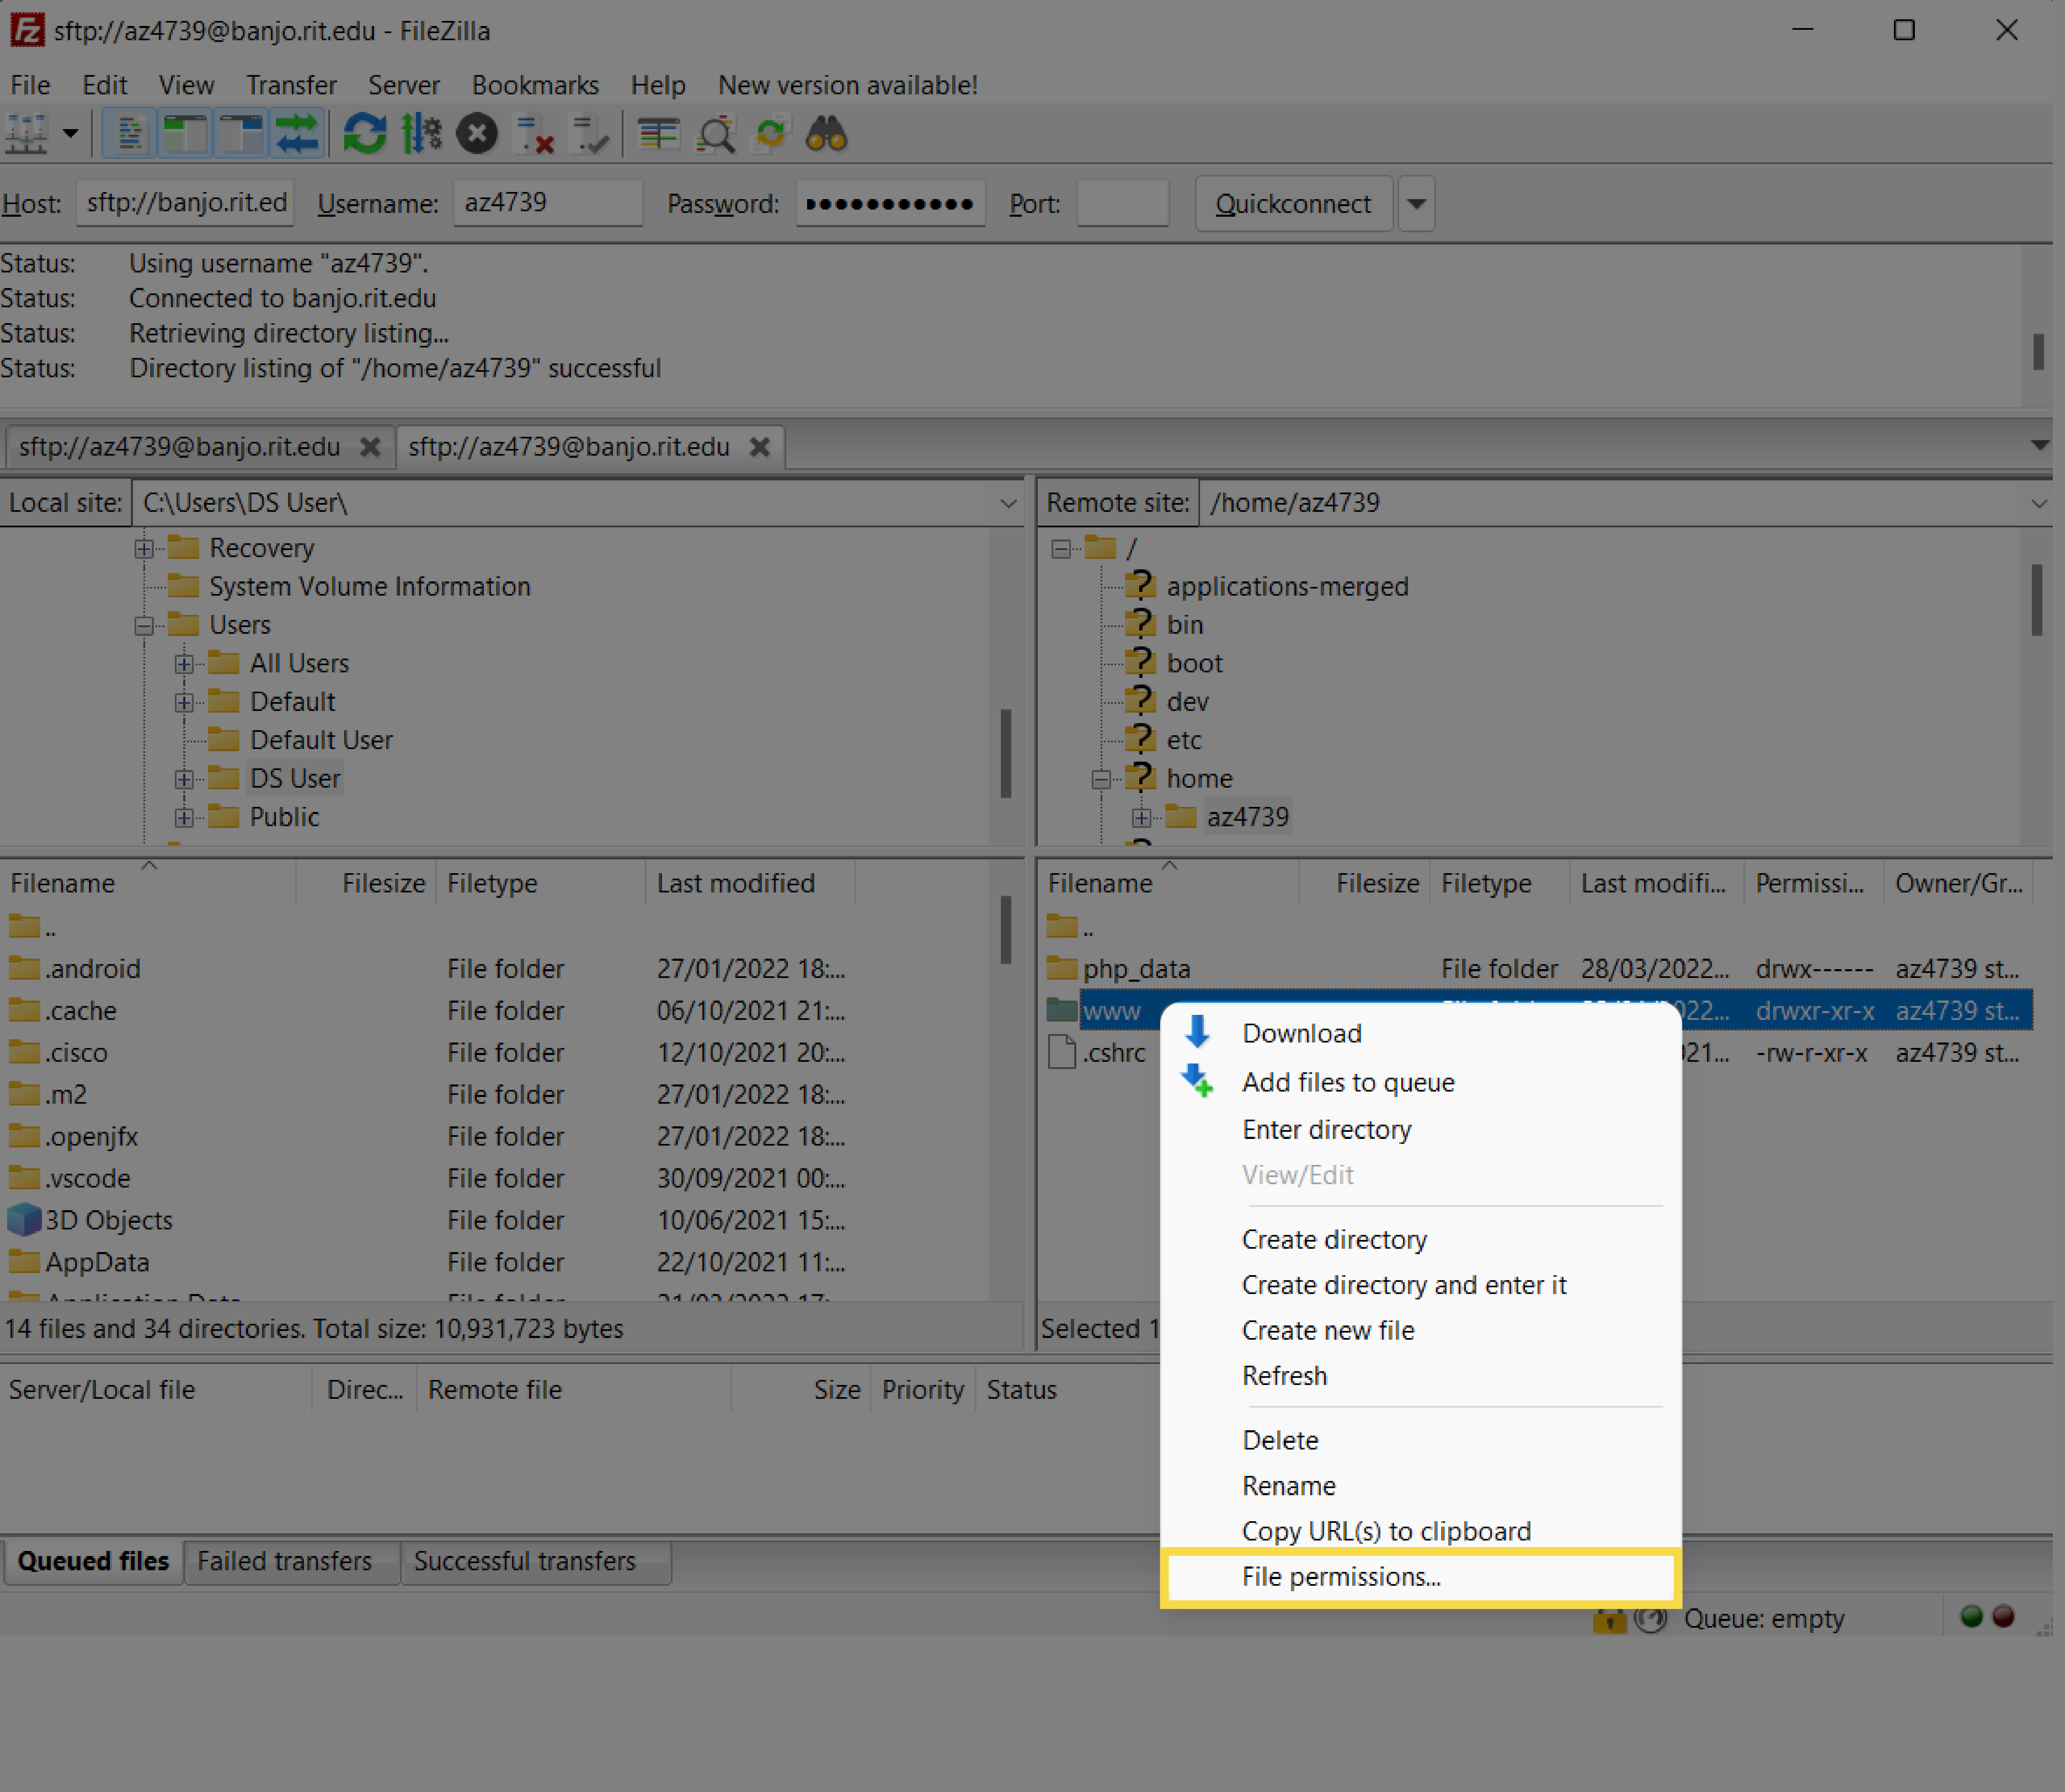 sftp://az4739@banjo.rit.edu - FileZilla
File Edit View Transfer Server Bookmarks Help New version available!
Host: sftp://banjo.rit.ed Username: az4739 Password: ●●●●●●●●●● Port: Quickconnect
Status: Using username "az4739".
Status: Connected to banjo.rit.edu
Status: Retrieving directory listing...
Status: Directory listing of "/home/az4739" successful
sftp://az4739@banjo.rit.edu sftp://az4739@banjo.rit.edu
Local site: C:\Users\DS User\
Recovery
System Volume Information
Users
All Users
Default
Default User
DS User
Public
Remote site: /home/az4739
/
applications-merged
bin
boot
dev
etc
home
az4739
Filename Filesize Filetype Last modified
..
.android File folder 27/01/2022 18:...
.cache File folder 06/10/2021 21:...
.cisco File folder 12/10/2021 20:...
.m2 File folder 27/01/2022 18:...
.openjfx File folder 27/01/2022 18:...
.vscode File folder 30/09/2021 00:...
3D Objects File folder 10/06/2021 15:...
AppData File folder 22/10/2021 11:...
14 files and 34 directories. Total size: 10,931,723 bytes
Filename Filesize Filetype Last modifi... Permissi... Owner/Gr...
..
php_data File folder 28/03/2022... drwx------ az4739 st...
www 022... drwxr-xr-x az4739 st...
.cshrc 021... -rw-r-xr-x az4739 st...
Selected 1
Download
Add files to queue
Enter directory
View/Edit
Create directory
Create directory and enter it
Create new file
Refresh
Delete
Rename
Copy URL(s) to clipboard
File permissions...
Server/Local file Direc... Remote file Size Priority Status
Queued files Failed transfers Successful transfers
Queue: empty